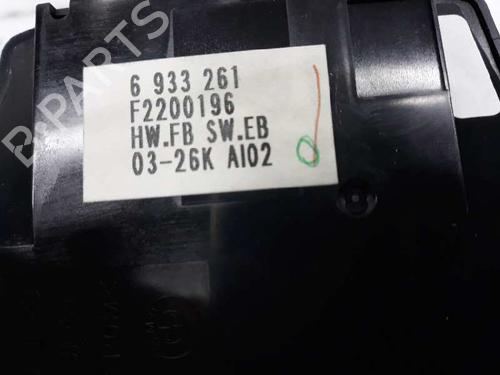 6 933 261
F2200196
HW.FB SW.EB
03-26K AI02
B-PARTS